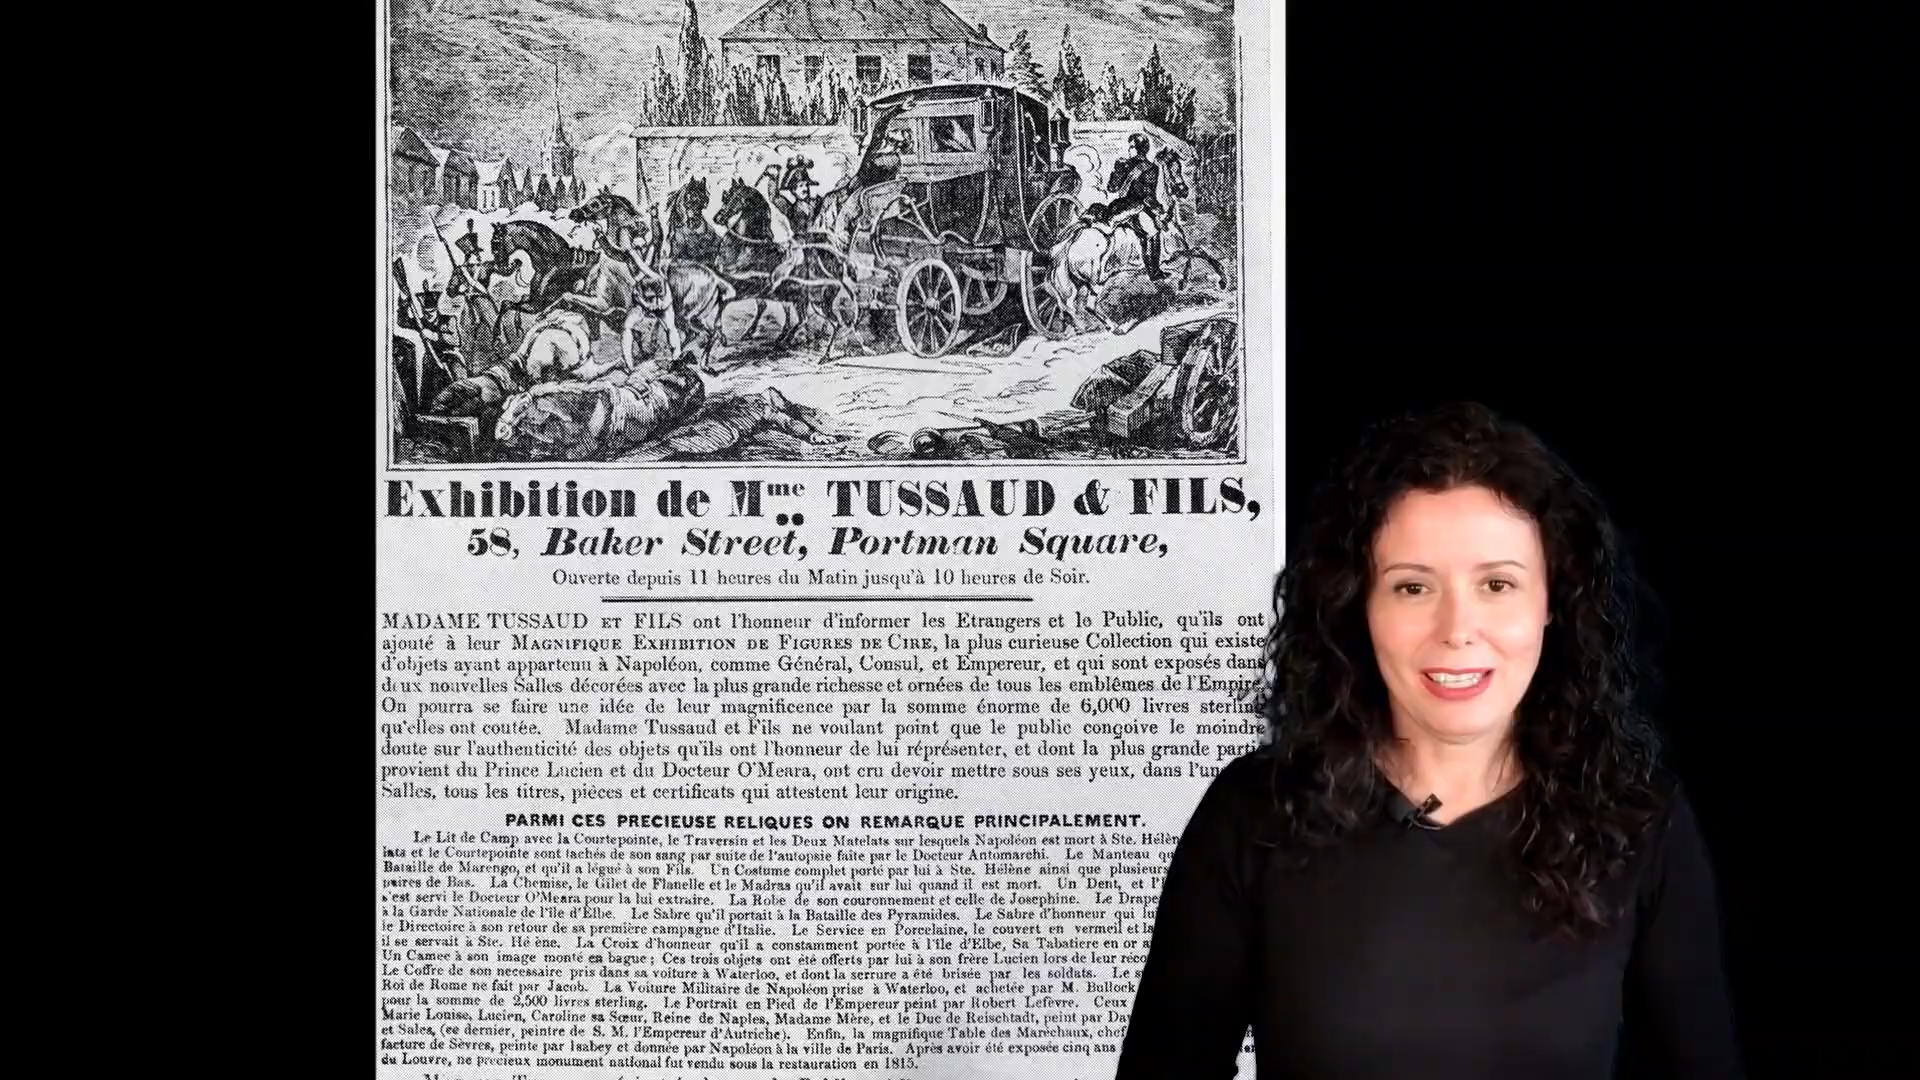 Exhibition de Mme TUSSAUD & FILS,
58, Baker Street, Portman Square,
Ouverte depuis 11 heures du Matin jusqu'à 10 heures de Soir.
MADAME TUSSAUD ET FILS ont l'honneur d'informer les Etrangers et le Public, qu'ils ont
ajouté à leur MAGNIFIQUE EXHIBITION DE FIGURES DE CIRE, la plus curieuse Collection qui existe
d'objets ayant appartenu à Napoléon, comme Général, Consul, et Empereur, et qui sont exposés dans
deux nouvelles Salles décorées avec la plus grande richesse et ornées de tous les emblêmes de l'Empire
On pourra se faire une idée de leur magnificence par la somme énorme de 6,000 livres sterling
qu'elles ont coutée. Madame Tussaud et Fils ne voulant point que le public congoive le moindre
doute sur l'authenticité des objets qu'ils ont l'honneur de lui réprésenter, et dont la plus grande parti
provient du Prince Lucien et du Docteur O'Meara, ont cru devoir mettre sous ses yeux, dans l'un
Salles, tous les titres, pièces et certificats qui attestent leur origine.
PARMI CES PRECIEUSE RELIQUES ON REMARQUE PRINCIPALEMENT.
Le Lit de Camp avec la Courtepointe, le Traversin et les Deux Matelats sur lesquels Napoléon est mort à Ste. Hélèn
lats et le Courtepointe sont tachés de son sang par suite de l'autopsie faite par le Docteur Antomarchi. Le Manteau qu
Bataille de Marengo, et qu'il a légué à son Fils. Un Costume complet porté par lui à Ste. Hélène ainsi que plusieurs
paires de Bas. La Chemise, le Gilet de Flanelle et le Madras qu'il avait sur lui quand il est mort. Un Dent, et l'
s'est servi le Docteur O'Meara pour la lui extraire. La Robe de son couronnement et celle de Josephine. Le Drape
à la Garde Nationale de l'île d'Elbe. Le Sabre qu'il portait à la Bataille des Pyramides. Le Sabre d'honneur qui lu
le Directoire à son retour de sa première campagne d'Italie. Le Service en Porcelaine, le couvert en vermeil et la
il se servait à Ste. Hé ène. La Croix d'honneur qu'il a constamment portée à l'Ile d'Elbe, Sa Tabatiere en or a
Un Camee à son image monté en bague; Ces trois objets ont été offerts par lui à son frère Lucien lors de leur réco
Le Coffre de son necessaire pris dans sa voiture à Waterloo, et dont la serrure a été brisée par les soldats. Le s
Roi de Rome ne fait par Jacob. La Voiture Militaire de Napoléon prise à Waterloo, et achetée par M. Bullock
pour la somme de 2,500 livres sterling. Le Portrait en Pied de l'Empereur peint par Robert Lefèvre. Ceux
Marie Louise, Lucien, Caroline sa Sœur, Reine de Naples, Madame Mère, et le Duc de Reischtadt, peint par Da
et Sales, (ce dernier, peintre de S. M. l'Empereur d'Autriche). Enfin, la magnifique Table des Maréchaux, chef
facture de Sèvres, peinte par Isabey et donnée par Napoléon à la ville de Paris. Après avoir été exposée cinq ans
du Louvre, ne precieux monument national fut vendu sous la restauration en 1815.